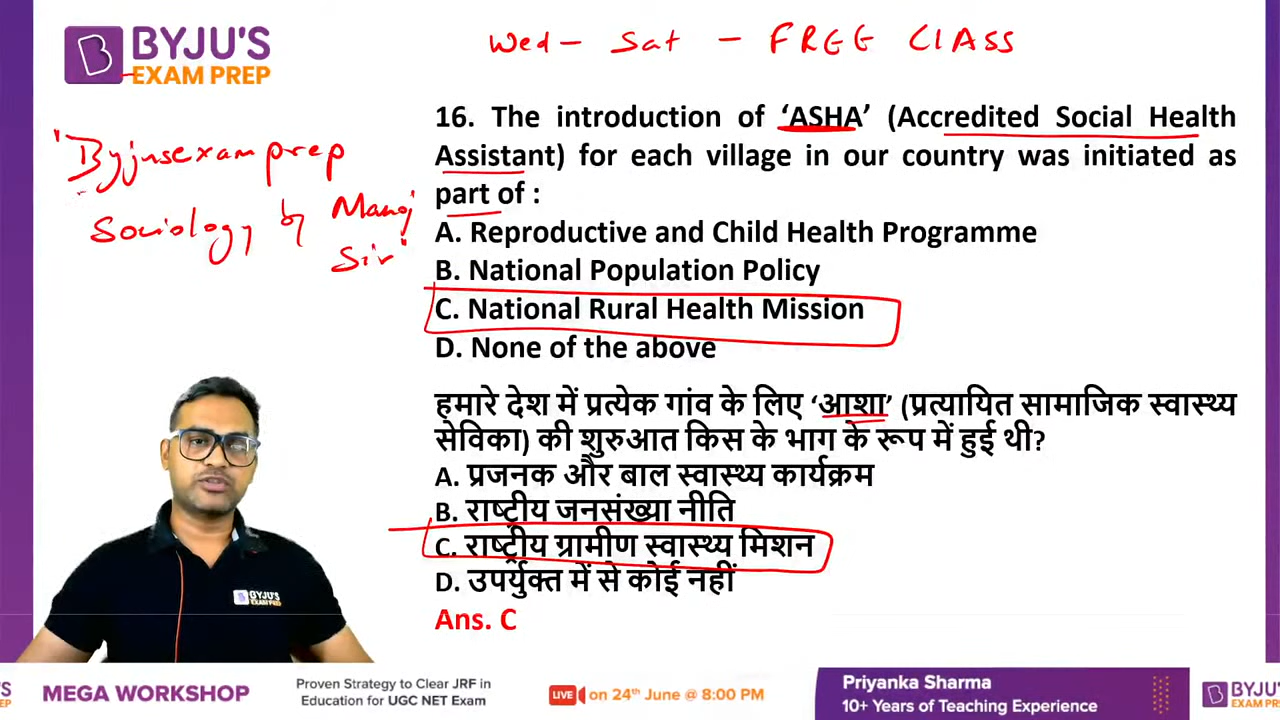 BYJU'S
EXAM PREP
Wed - Sat - FREE CLASS
'Byjusexamprep
Sociology by Manoj
Sir'
16. The introduction of ‘ASHA’ (Accredited Social Health
Assistant) for each village in our country was initiated as
part of :
A. Reproductive and Child Health Programme
B. National Population Policy
C. National Rural Health Mission
D. None of the above
हमारे देश में प्रत्येक गांव के लिए ‘आशा’ (प्रत्यायित सामाजिक स्वास्थ्य
सेविका) की शुरुआत किस के भाग के रूप में हुई थी?
A. प्रजनक और बाल स्वास्थ्य कार्यक्रम
B. राष्ट्रीय जनसंख्या नीति
C. राष्ट्रीय ग्रामीण स्वास्थ्य मिशन
D. उपर्युक्त में से कोई नहीं
Ans. C
BYJU'S
EXAM PREP
MEGA WORKSHOP
Proven Strategy to Clear JRF in
Education for UGC NET Exam
LIVE on 24th June @ 8:00 PM
Priyanka Sharma
10+ Years of Teaching Experience